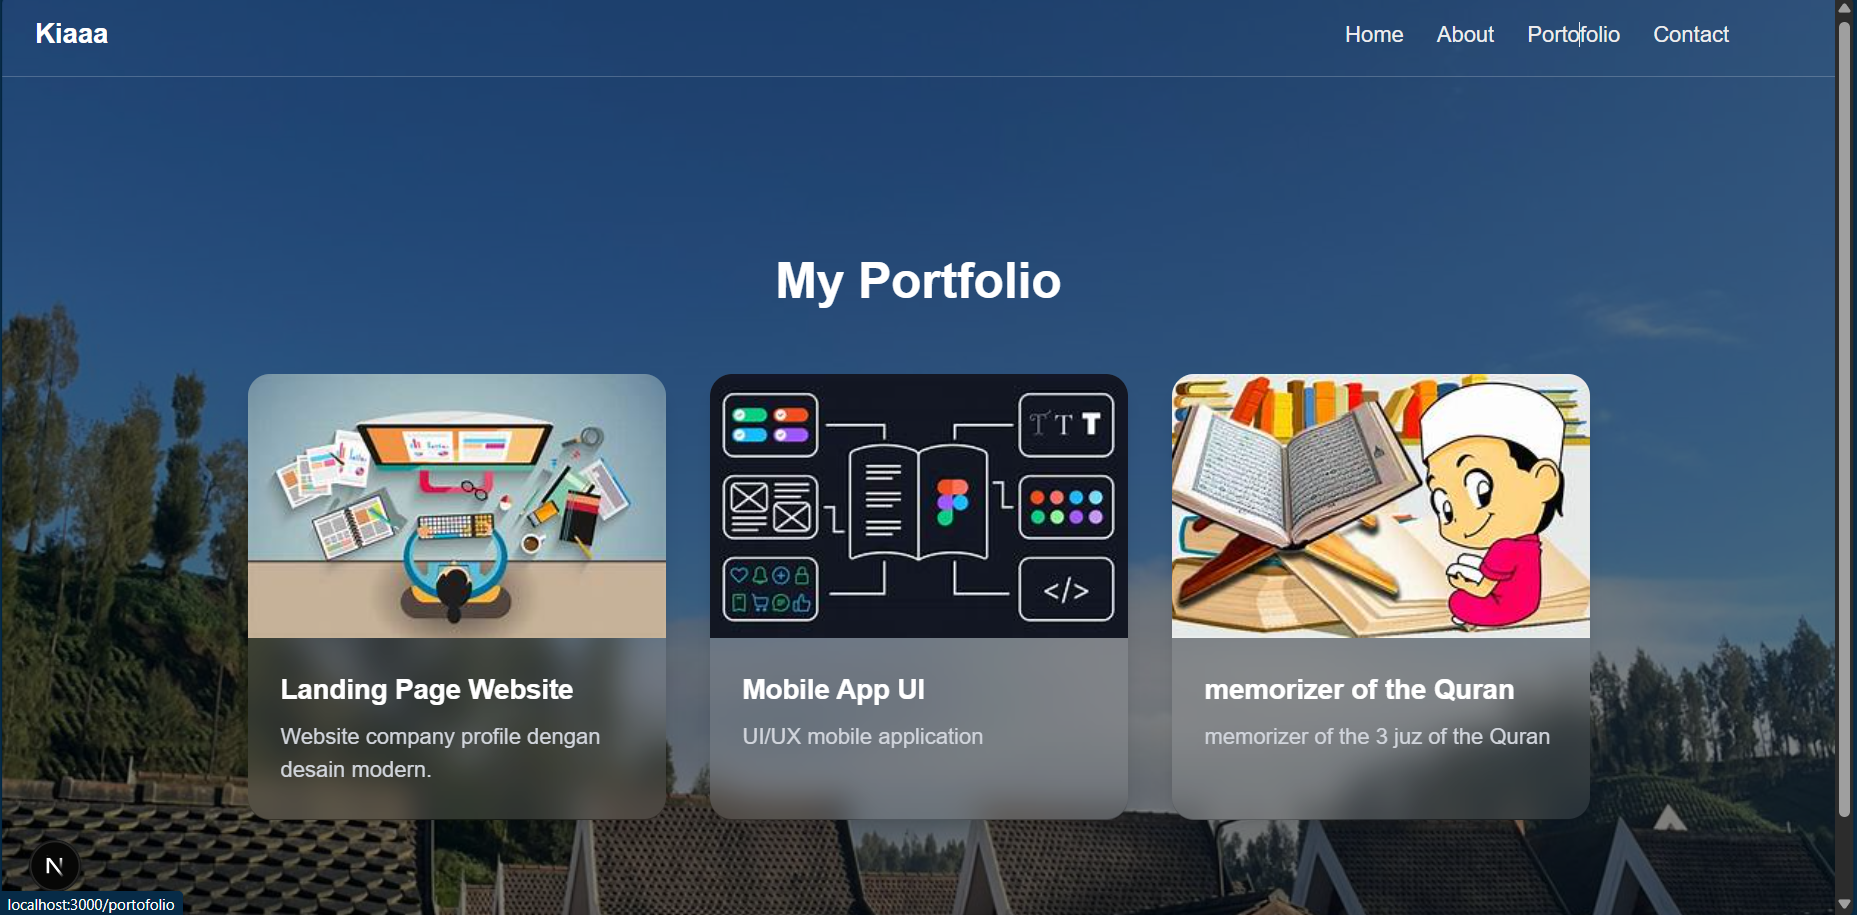 Kiaaa
Home About Portofolio Contact
My Portfolio
T T T
</>
Landing Page Website
Website company profile dengan
desain modern.
Mobile App UI
UI/UX mobile application
memorizer of the Quran
memorizer of the 3 juz of the Quran
N
localhost:3000/portofolio